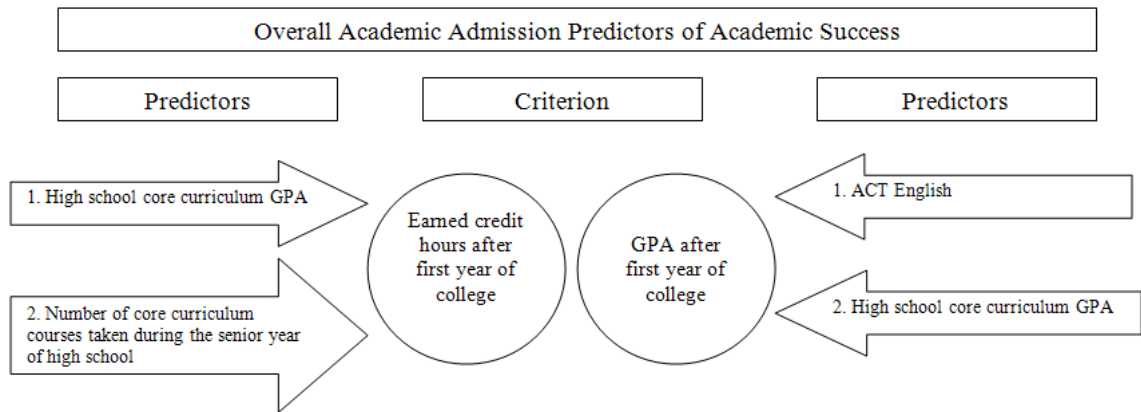 Overall Academic Admission Predictors of Academic Success
Predictors
Criterion
Predictors
1. High school core curriculum GPA
2. Number of core curriculum
courses taken during the senior year
of high school
Earned credit
hours after
first year of
college
GPA after
first year of
college
1. ACT English
2. High school core curriculum GPA